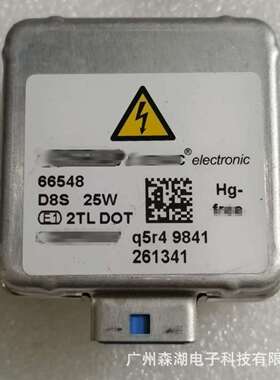 electronic
66548
D8S 25W
Hg-
free
E1 2TL DOT
q5r4 9841
261341
广州森湖电子科技有限